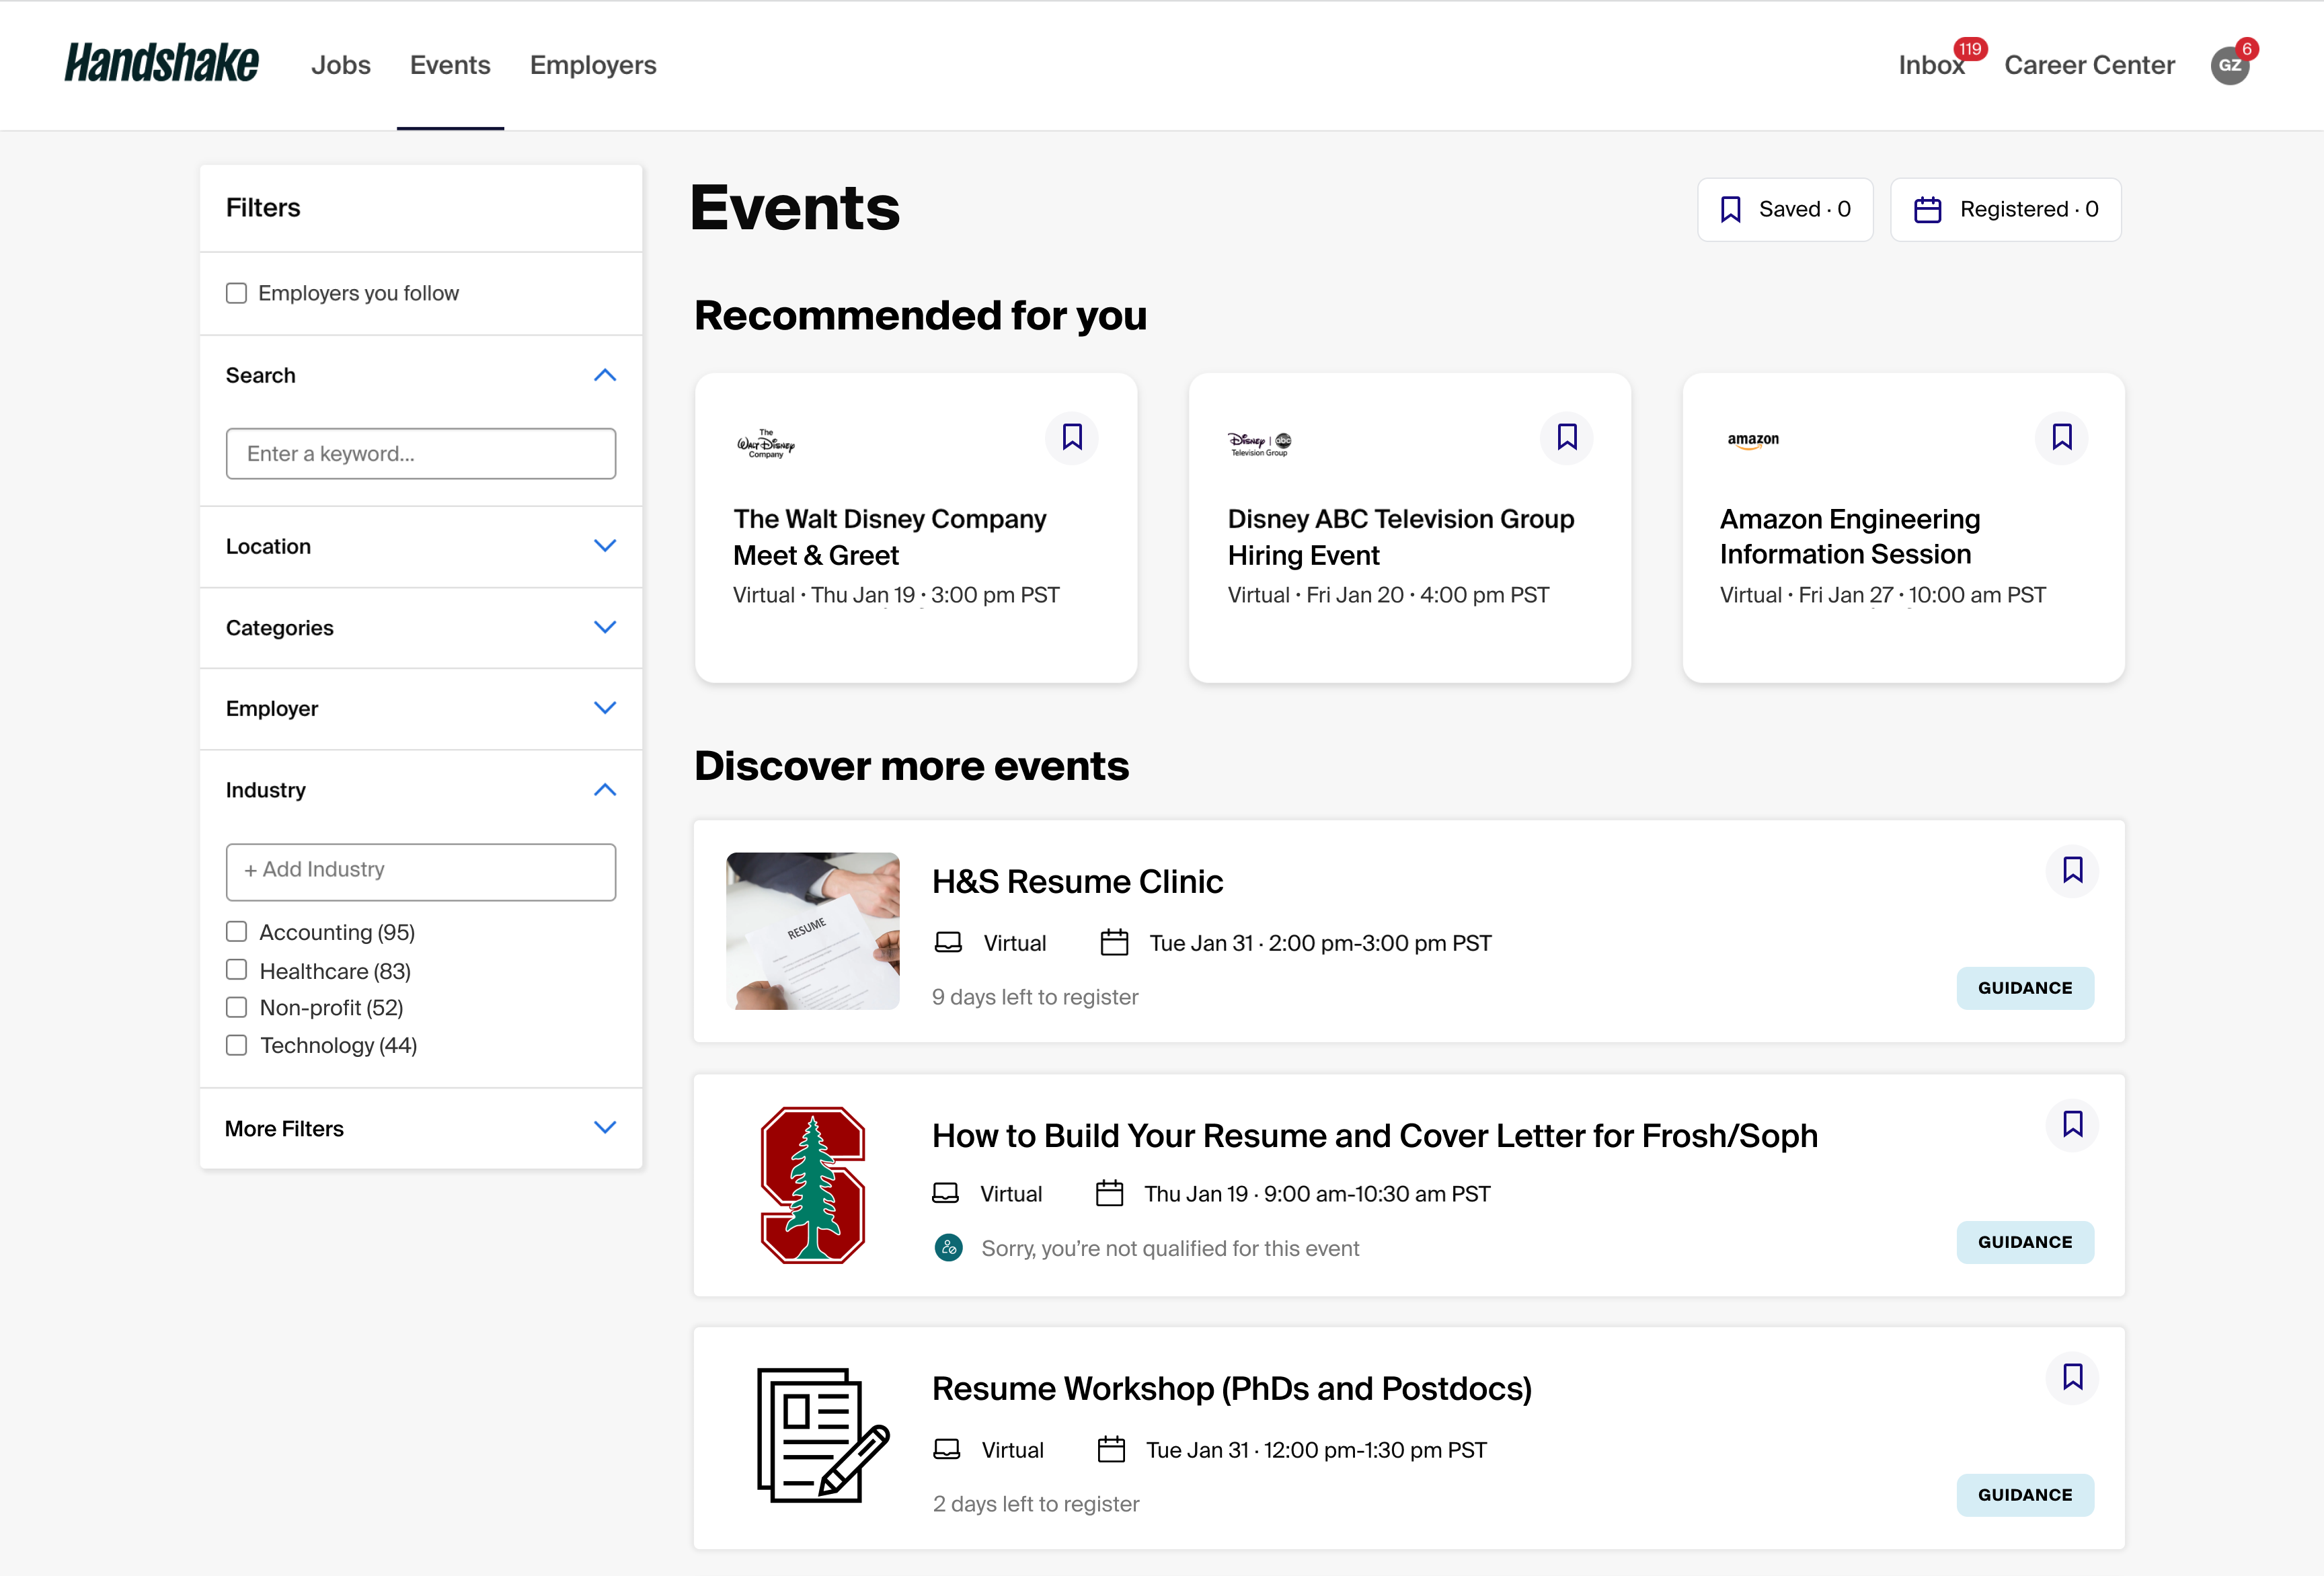 Handshake
Jobs
Events
Employers
Inbox
119
Career Center
GZ
6
Filters
Employers you follow
Search
Enter a keyword...
Location
Categories
Employer
Industry
+ Add Industry
Accounting (95)
Healthcare (83)
Non-profit (52)
Technology (44)
More Filters
Events
Saved · 0
Registered · 0
Recommended for you
The
Walt Disney
Company
The Walt Disney Company
Meet & Greet
Virtual · Thu Jan 19 · 3:00 pm PST
Disney | abc
Television Group
Disney ABC Television Group
Hiring Event
Virtual · Fri Jan 20 · 4:00 pm PST
amazon
Amazon Engineering
Information Session
Virtual · Fri Jan 27 · 10:00 am PST
Discover more events
RESUME
H&S Resume Clinic
Virtual
Tue Jan 31 · 2:00 pm-3:00 pm PST
9 days left to register
GUIDANCE
S
How to Build Your Resume and Cover Letter for Frosh/Soph
Virtual
Thu Jan 19 · 9:00 am-10:30 am PST
Sorry, you're not qualified for this event
GUIDANCE
Resume Workshop (PhDs and Postdocs)
Virtual
Tue Jan 31 · 12:00 pm-1:30 pm PST
2 days left to register
GUIDANCE